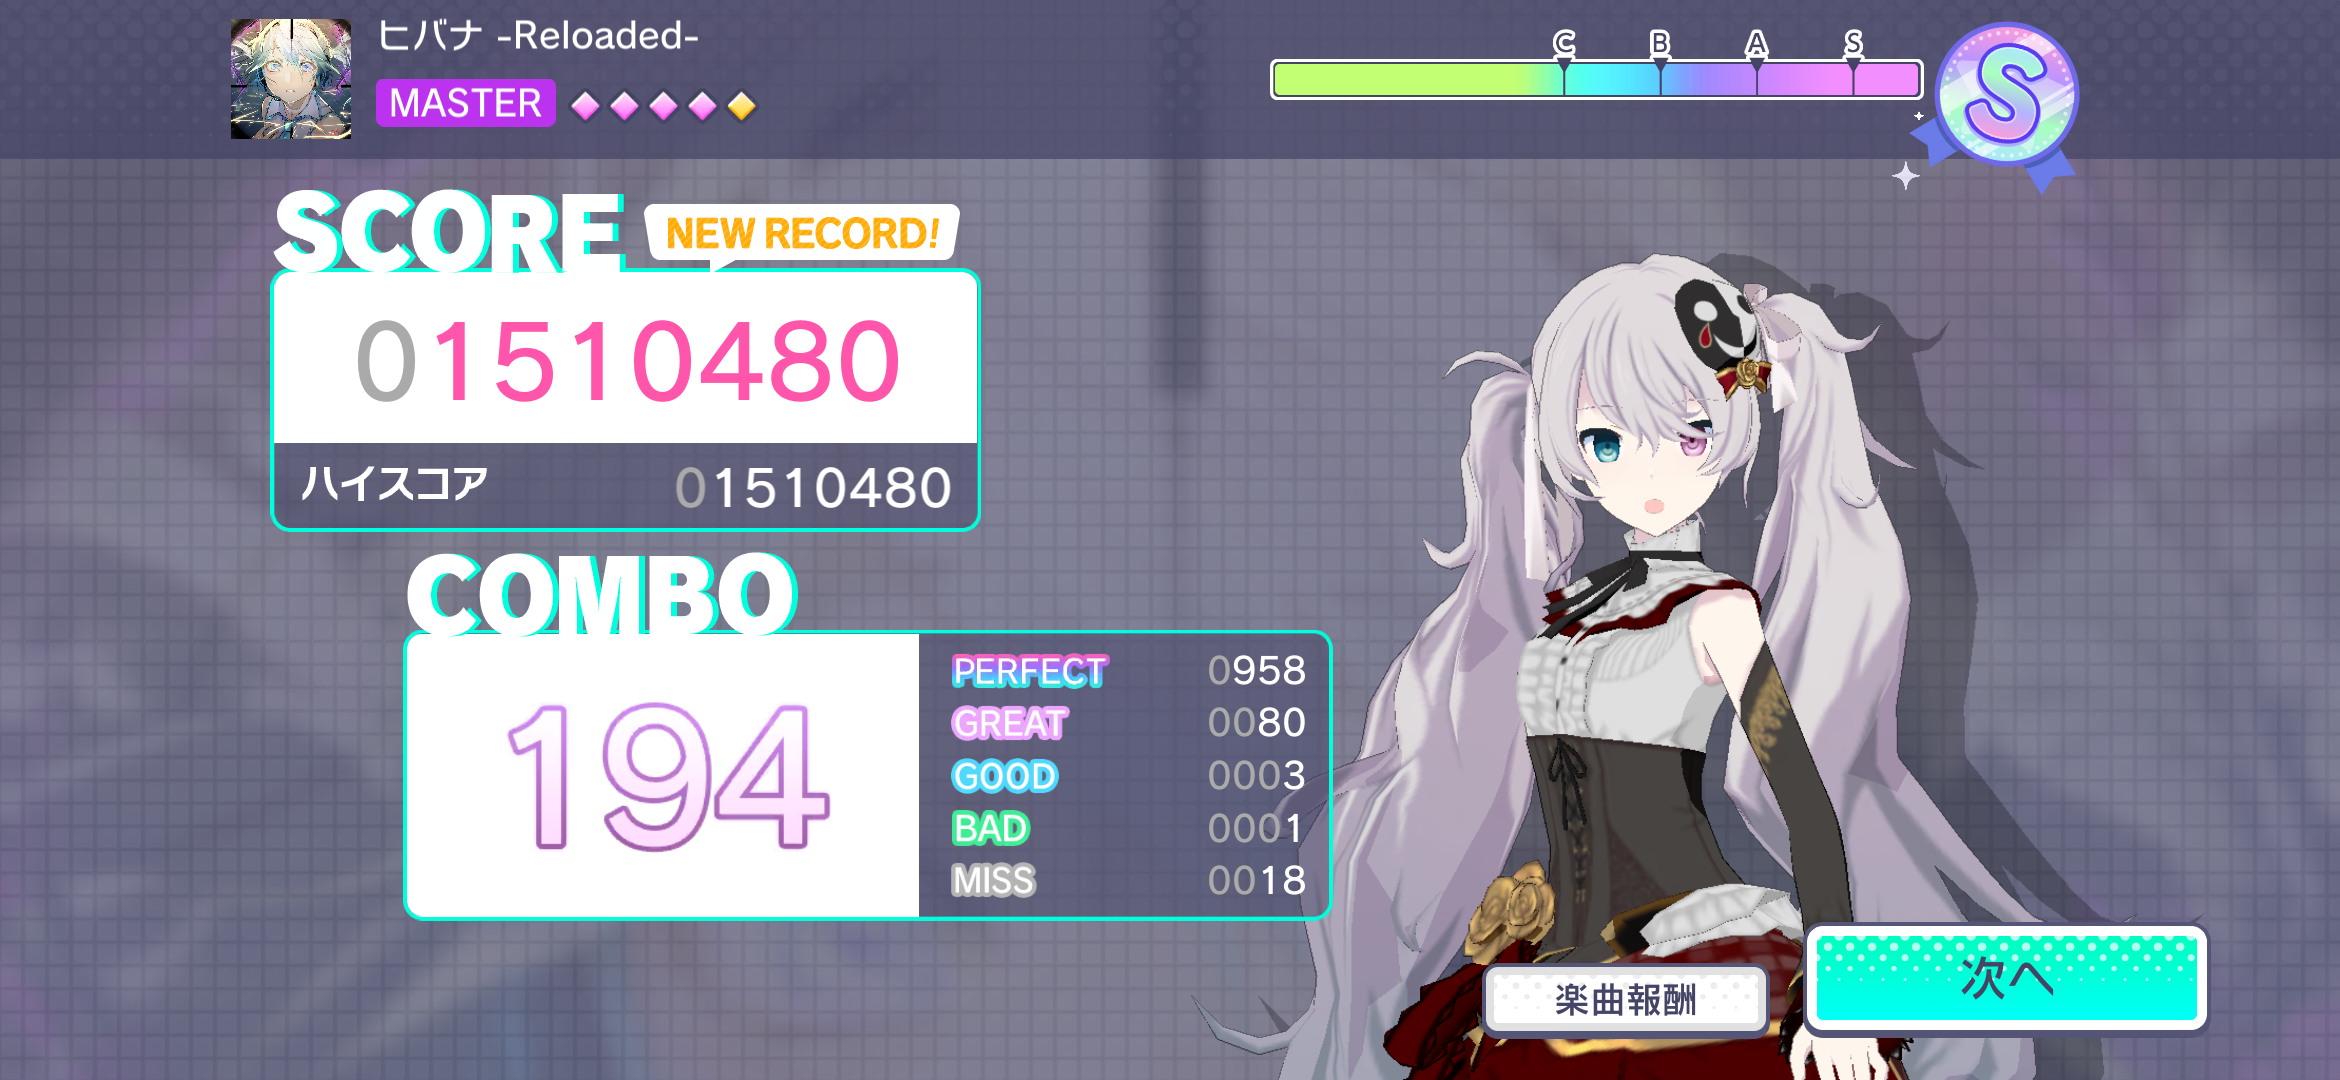 ヒバナ -Reloaded-
MASTER
C B A S
S
SCORE
NEW RECORD!
01510480
ハイスコア 01510480
COMBO
194
PERFECT 0958
GREAT 0080
GOOD 0003
BAD 0001
MISS 0018
楽曲報酬
次へ